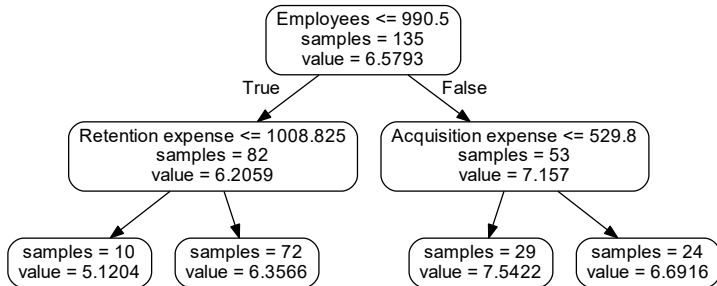 Employees <= 990.5
samples = 135
value = 6.5793
True
False
Retention expense <= 1008.825
samples = 82
value = 6.2059
Acquisition expense <= 529.8
samples = 53
value = 7.157
samples = 10
value = 5.1204
samples = 72
value = 6.3566
samples = 29
value = 7.5422
samples = 24
value = 6.6916